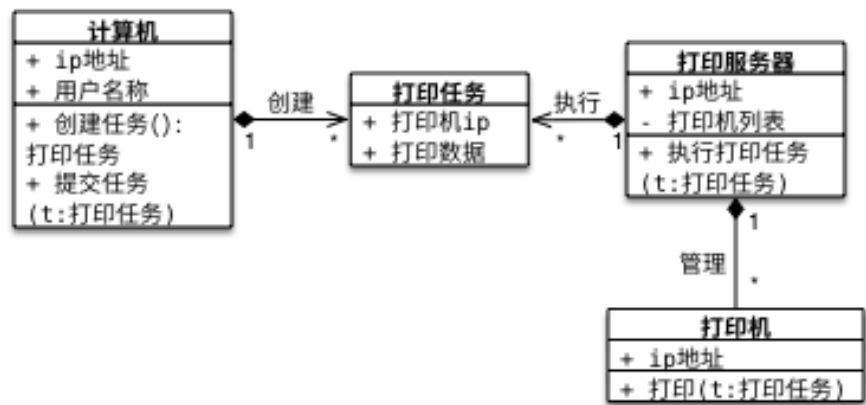 计算机
+ ip地址
+ 用户名称
+ 创建任务():
打印任务
+ 提交任务
(t:打印任务)
创建
1
*
打印任务
+ 打印机ip
+ 打印数据
执行
*
1
打印服务器
+ ip地址
- 打印机列表
+ 执行打印任务
(t:打印任务)
1
管理
*
打印机
+ ip地址
+ 打印(t:打印任务)